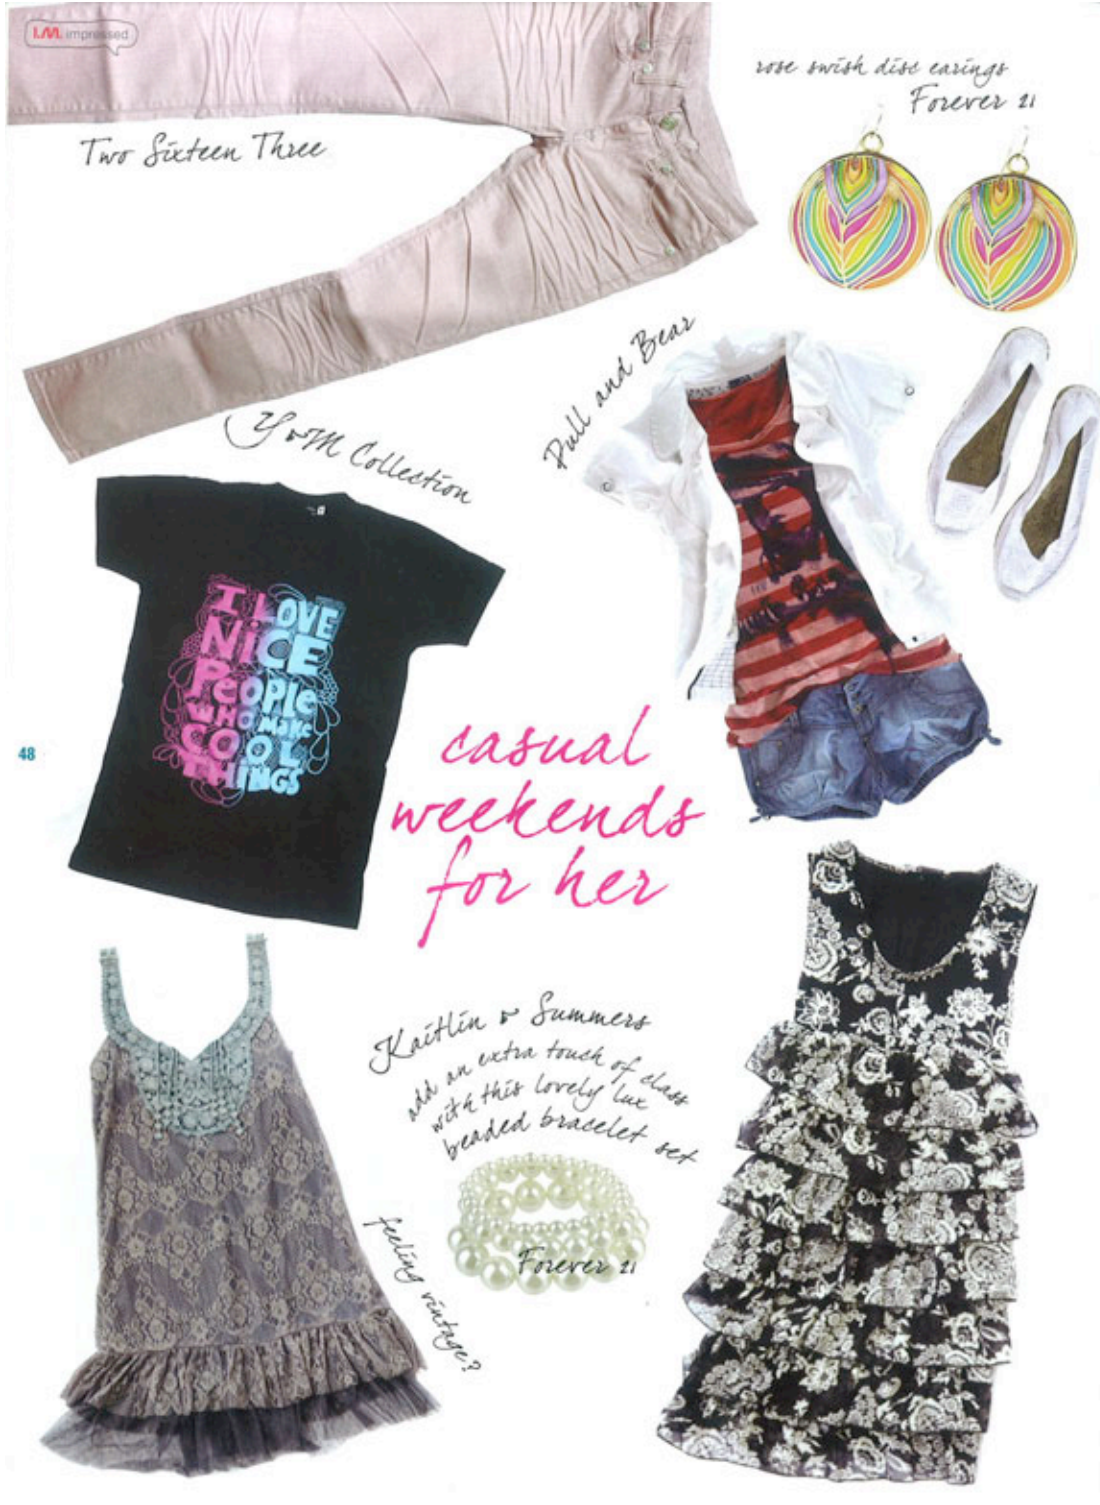 I.M. impressed
rose swish disc earings
Forever 21
Two Sixteen Three
Pull and Bear
Y&M Collection
I LOVE
NiCE
PeOPLe
WHO MAKE
COOL
THINGS
48
casual
weekends
for her
Kaitlin & Summers
add an extra touch of class
with this lovely lux
beaded bracelet set
Forever 21
feeling vintage?